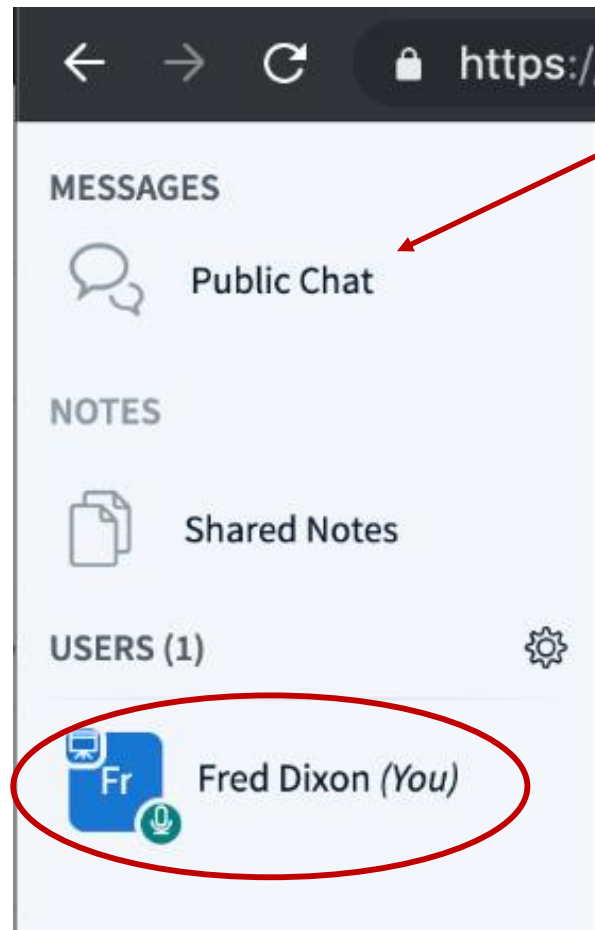 https:/
MESSAGES
Public Chat
NOTES
Shared Notes
USERS (1)
Fr
Fred Dixon (You)